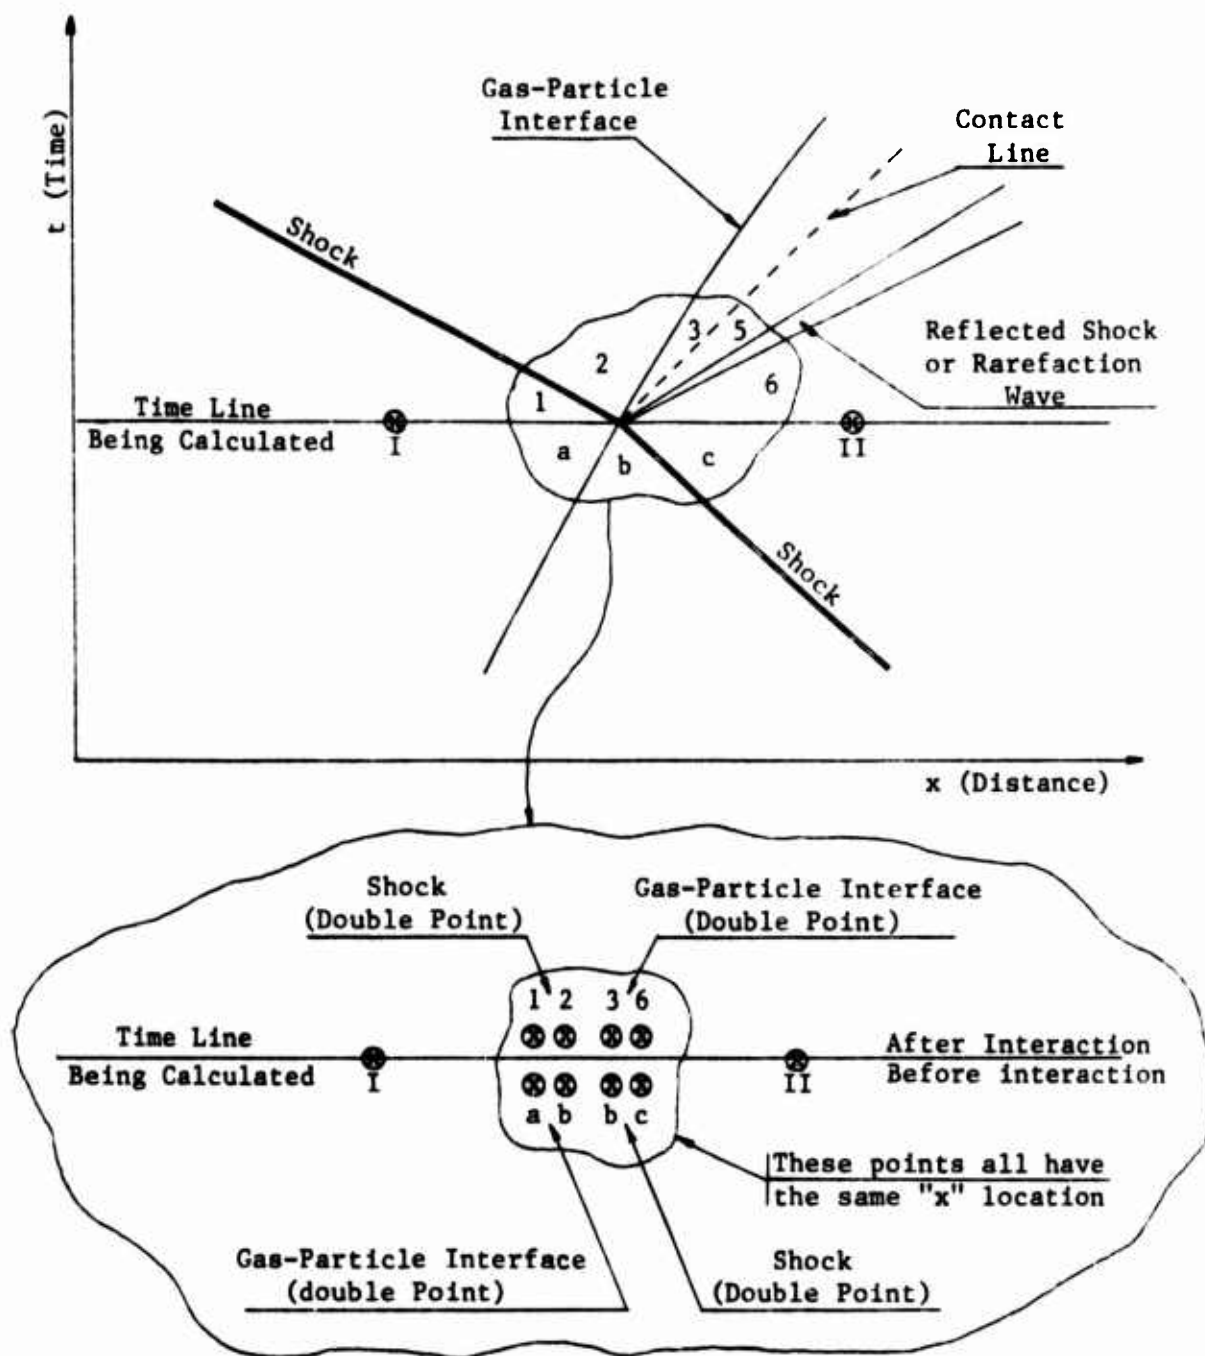 Gas-Particle
Interface
Contact
Line
t (Time)
Shock
3 5
2
Reflected Shock
or Rarefaction
Wave
6
1
Time Line
Being Calculated
I
II
a
b
c
Shock
x (Distance)
Shock
(Double Point)
Gas-Particle Interface
(Double Point)
1 2 3 6
Time Line
Being Calculated
I
II
After Interaction
Before interaction
a b b c
These points all have
the same "x" location
Gas-Particle Interface
(double Point)
Shock
(Double Point)